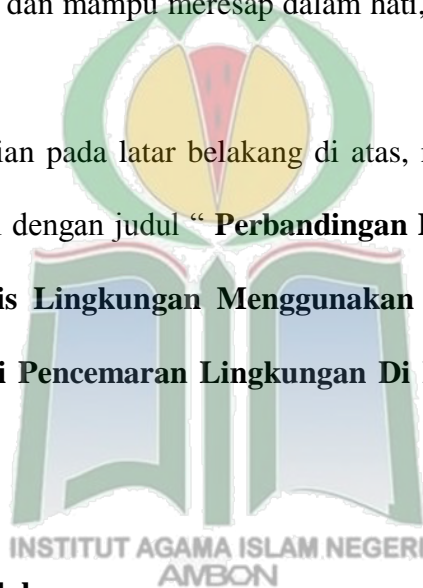 dan mampu meresap dalam hati,
ian pada latar belakang di atas,
dengan judul “ Perbandingan
is Lingkungan Menggunakan
i Pencemaran Lingkungan Di
INSTITUT AGAMA ISLAM NEGERI
AMBON